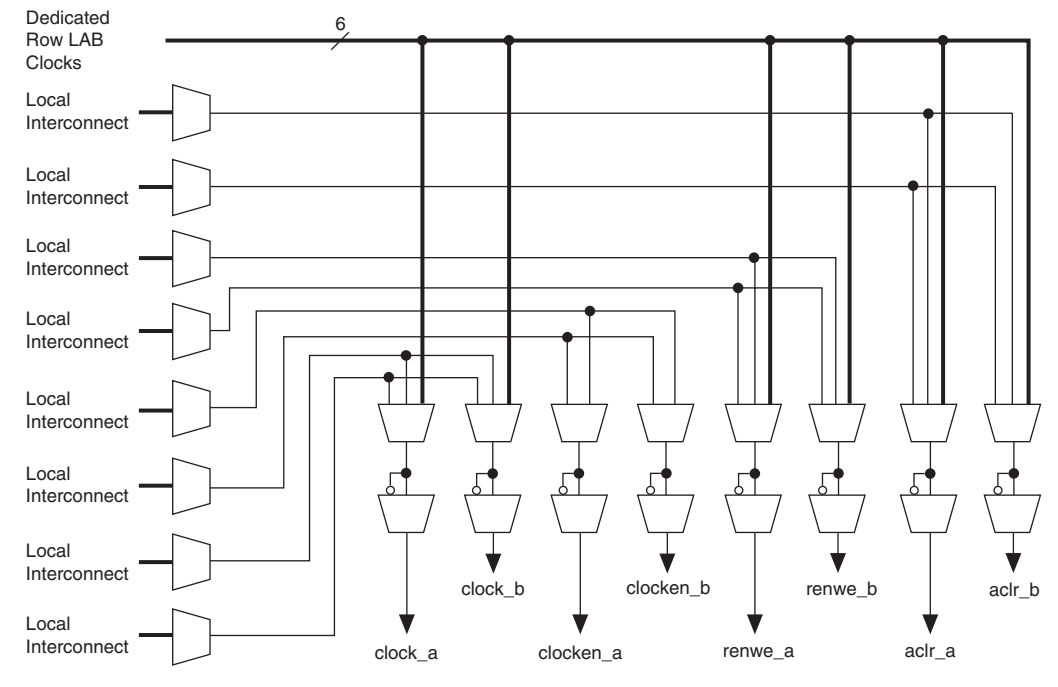 Dedicated
Row LAB
Clocks
6
Local
Interconnect
Local
Interconnect
Local
Interconnect
Local
Interconnect
Local
Interconnect
Local
Interconnect
Local
Interconnect
Local
Interconnect
clock_b
clocken_b
renwe_b
aclr_b
clock_a
clocken_a
renwe_a
aclr_a